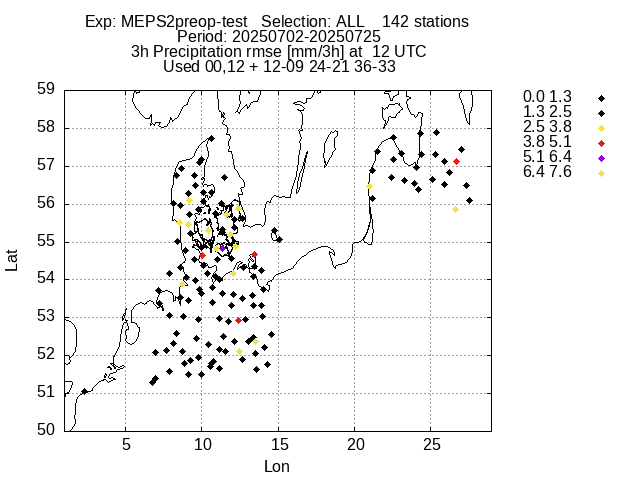 Exp: MEPS2preop-test   Selection: ALL    142 stations
Period: 20250702-20250725
3h Precipitation rmse [mm/3h] at  12 UTC
Used 00,12 + 12-09 24-21 36-33
59
58
57
56
55
54
53
52
51
50
Lat
5 10 15 20 25
Lon
0.0 1.3
1.3 2.5
2.5 3.8
3.8 5.1
5.1 6.4
6.4 7.6